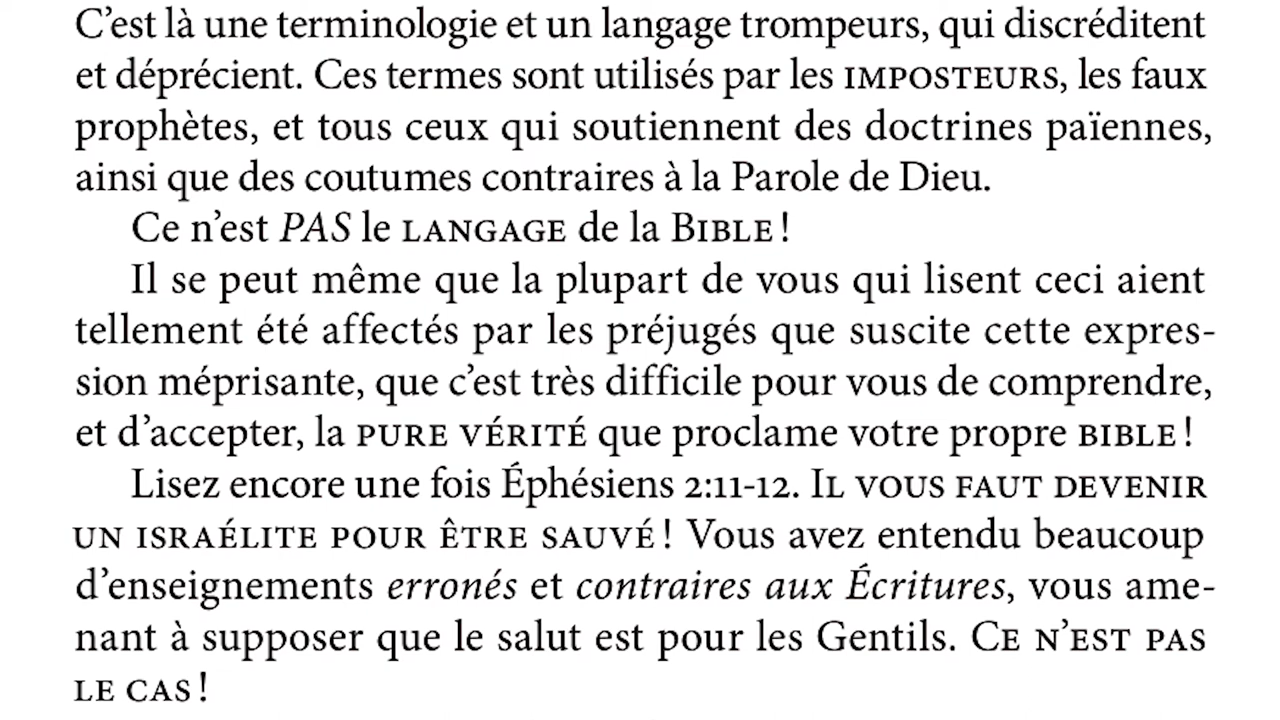 C’est là une terminologie et un langage trompeurs, qui discréditent
et déprécient. Ces termes sont utilisés par les IMPOSTEURS, les faux
prophètes, et tous ceux qui soutiennent des doctrines païennes,
ainsi que des coutumes contraires à la Parole de Dieu.
Ce n’est PAS le LANGAGE de la BIBLE !
Il se peut même que la plupart de vous qui lisent ceci aient
tellement été affectés par les préjugés que suscite cette expres-
sion méprisante, que c’est très difficile pour vous de comprendre,
et d’accepter, la PURE VÉRITÉ que proclame votre propre BIBLE !
Lisez encore une fois Éphésiens 2:11-12. IL VOUS FAUT DEVENIR
UN ISRAÉLITE POUR ÊTRE SAUVÉ ! Vous avez entendu beaucoup
d’enseignements erronés et contraires aux Écritures, vous ame-
nant à supposer que le salut est pour les Gentils. CE N’EST PAS
LE CAS !